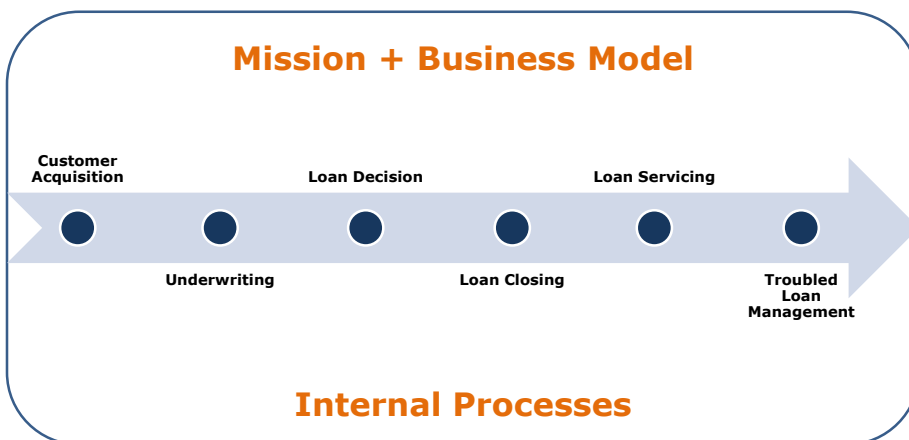 Mission + Business Model
Customer
Acquisition
Loan Decision
Loan Servicing
Underwriting
Loan Closing
Troubled
Loan
Management
Internal Processes